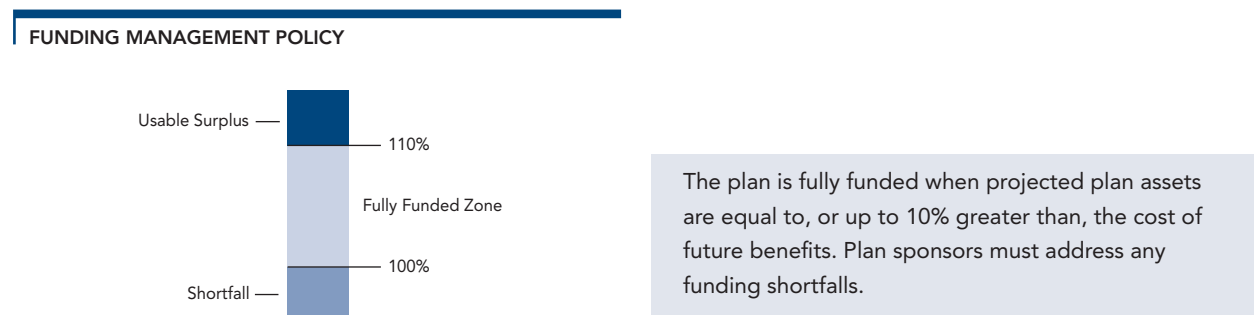 FUNDING MANAGEMENT POLICY
Usable Surplus
110%
Fully Funded Zone
100%
Shortfall
The plan is fully funded when projected plan assets
are equal to, or up to 10% greater than, the cost of
future benefits. Plan sponsors must address any
funding shortfalls.